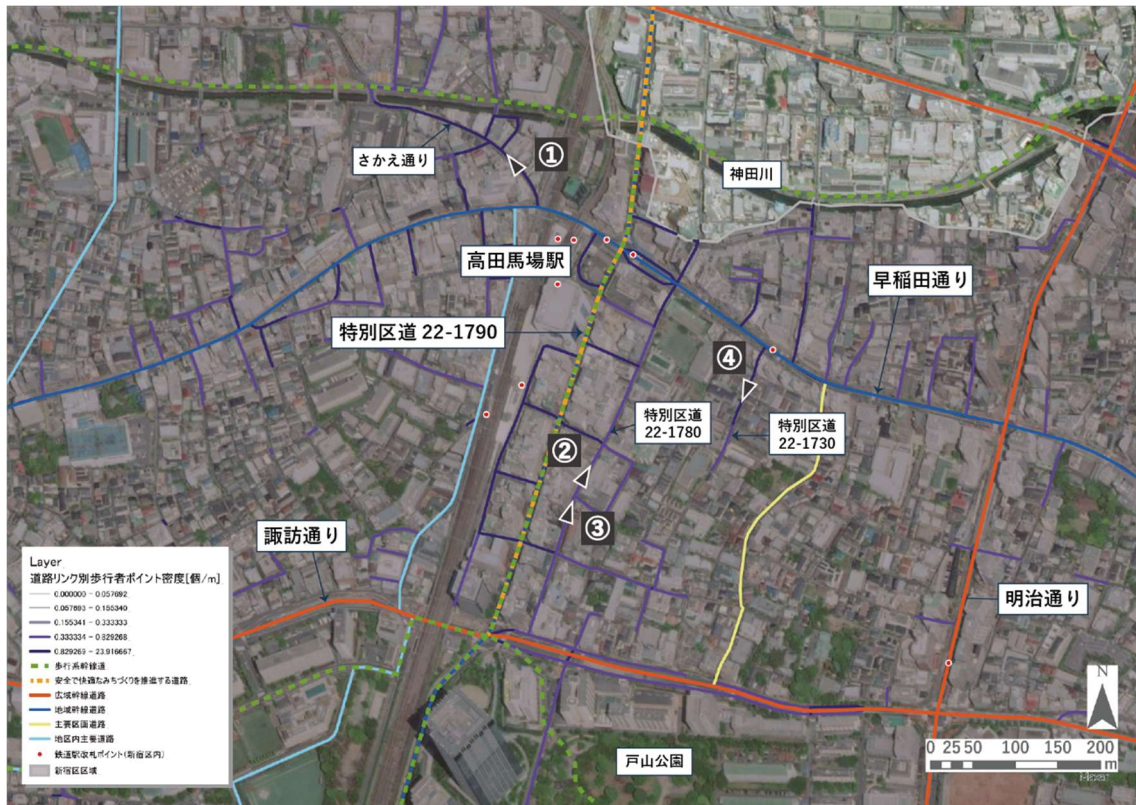 さかえ通り
①
神田川
高田馬場駅
早稲田通り
特別区道 22-1790
④
特別区道
22-1780
特別区道
22-1730
②
③
諏訪通り
明治通り
戸山公園
Layer
道路リンク別歩行者ポイント密度[個/m]
0.000000 - 0.057692
0.057693 - 0.155340
0.155341 - 0.333333
0.333334 - 0.829268
0.829269 - 23.916667
歩行系幹線道
安全で快適なみちづくりを推進する道路
広域幹線道路
地域幹線道路
主要区画道路
地区内主要道路
鉄道駅改札ポイント(新宿区内)
新宿区区域
N
0 25 50 100 150 200
m